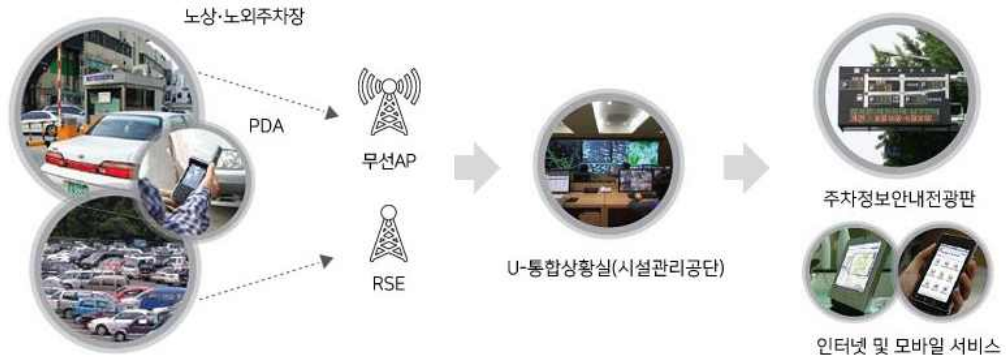 노상·노외주차장
PDA
무선AP
RSE
U-통합상황실(시설관리공단)
주차정보안내전광판
인터넷 및 모바일 서비스